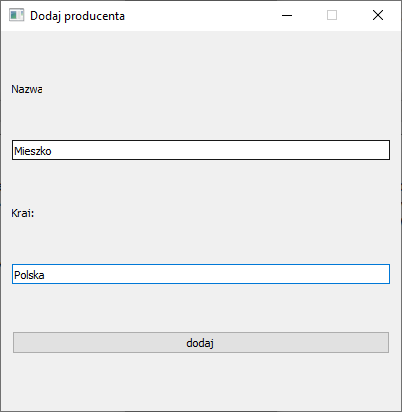 Dodaj producenta
Nazwa
Mieszko
Kraj:
Polska
dodaj